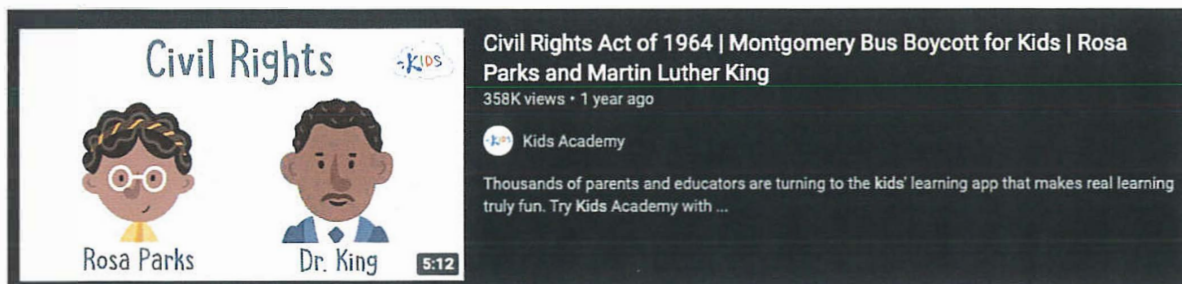 Civil Rights
KIDS
Rosa Parks
Dr. King
5:12
Civil Rights Act of 1964 | Montgomery Bus Boycott for Kids | Rosa
Parks and Martin Luther King
358K views • 1 year ago
KIDS
Kids Academy
Thousands of parents and educators are turning to the kids' learning app that makes real learning
truly fun. Try Kids Academy with ...